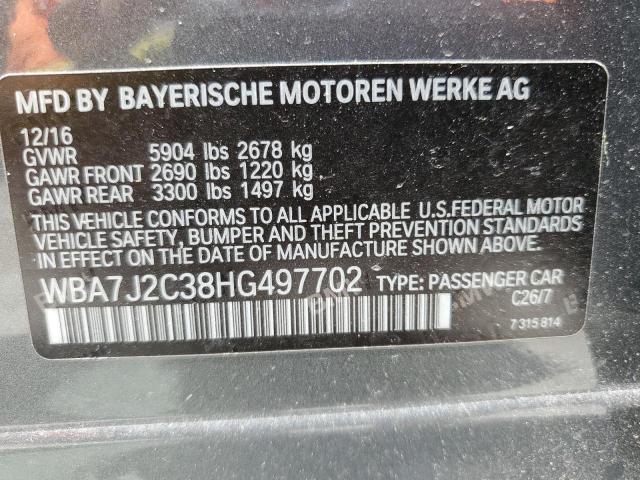 MFD BY BAYERISCHE MOTOREN WERKE AG
12/16
GVWR 5904 lbs 2678 kg
GAWR FRONT 2690 lbs 1220 kg
GAWR REAR 3300 lbs 1497 kg
THIS VEHICLE CONFORMS TO ALL APPLICABLE U.S.FEDERAL MOTOR
VEHICLE SAFETY, BUMPER, AND THEFT PREVENTION STANDARDS
IN EFFECT ON THE DATE OF MANUFACTURE SHOWN ABOVE.
WBA7J2C38HG497702 TYPE: PASSENGER CAR
C26/7
7 315 814